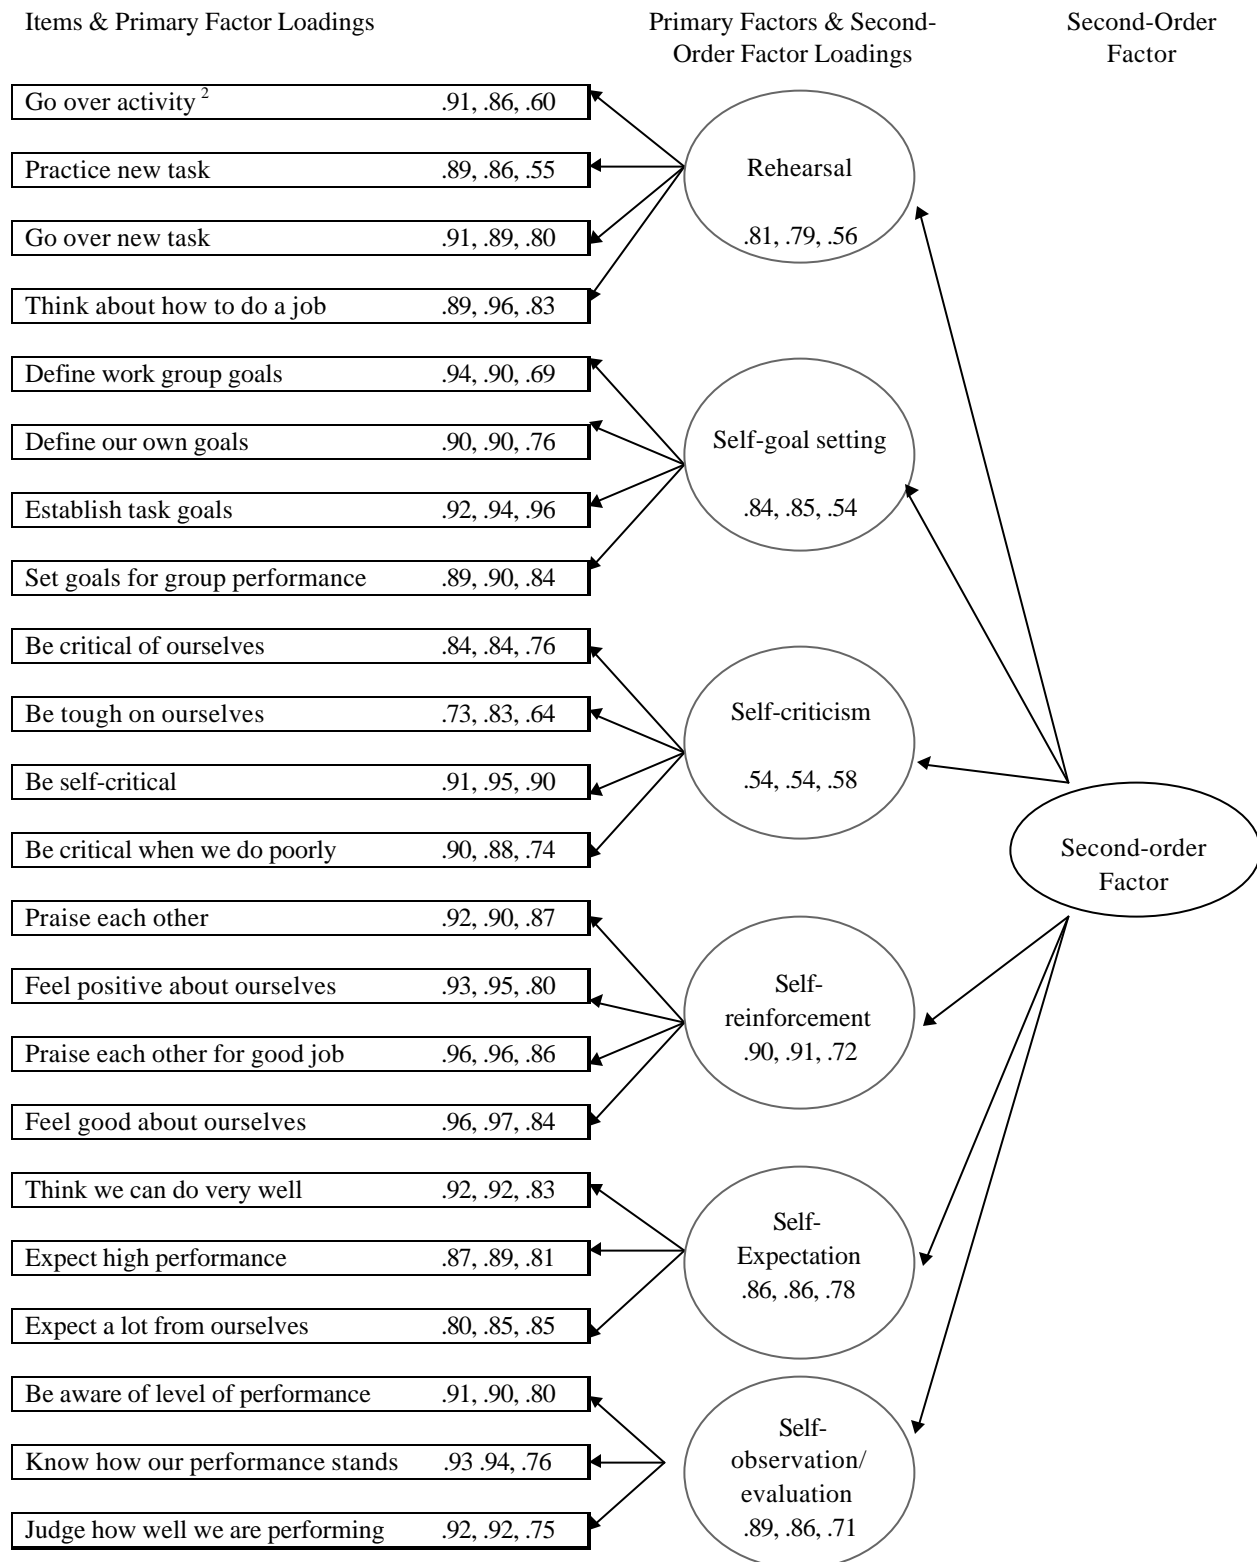 Items & Primary Factor Loadings
Primary Factors & Second-
Order Factor Loadings
Second-Order
Factor
Go over activity 2 .91, .86, .60
Practice new task .89, .86, .55
Go over new task .91, .89, .80
Think about how to do a job .89, .96, .83
Rehearsal
.81, .79, .56
Define work group goals .94, .90, .69
Define our own goals .90, .90, .76
Establish task goals .92, .94, .96
Set goals for group performance .89, .90, .84
Self-goal setting
.84, .85, .54
Be critical of ourselves .84, .84, .76
Be tough on ourselves .73, .83, .64
Be self-critical .91, .95, .90
Be critical when we do poorly .90, .88, .74
Self-criticism
.54, .54, .58
Second-order
Factor
Praise each other .92, .90, .87
Feel positive about ourselves .93, .95, .80
Praise each other for good job .96, .96, .86
Feel good about ourselves .96, .97, .84
Self-
reinforcement
.90, .91, .72
Think we can do very well .92, .92, .83
Expect high performance .87, .89, .81
Expect a lot from ourselves .80, .85, .85
Self-
Expectation
.86, .86, .78
Be aware of level of performance .91, .90, .80
Know how our performance stands .93 .94, .76
Judge how well we are performing .92, .92, .75
Self-
observation/
evaluation
.89, .86, .71